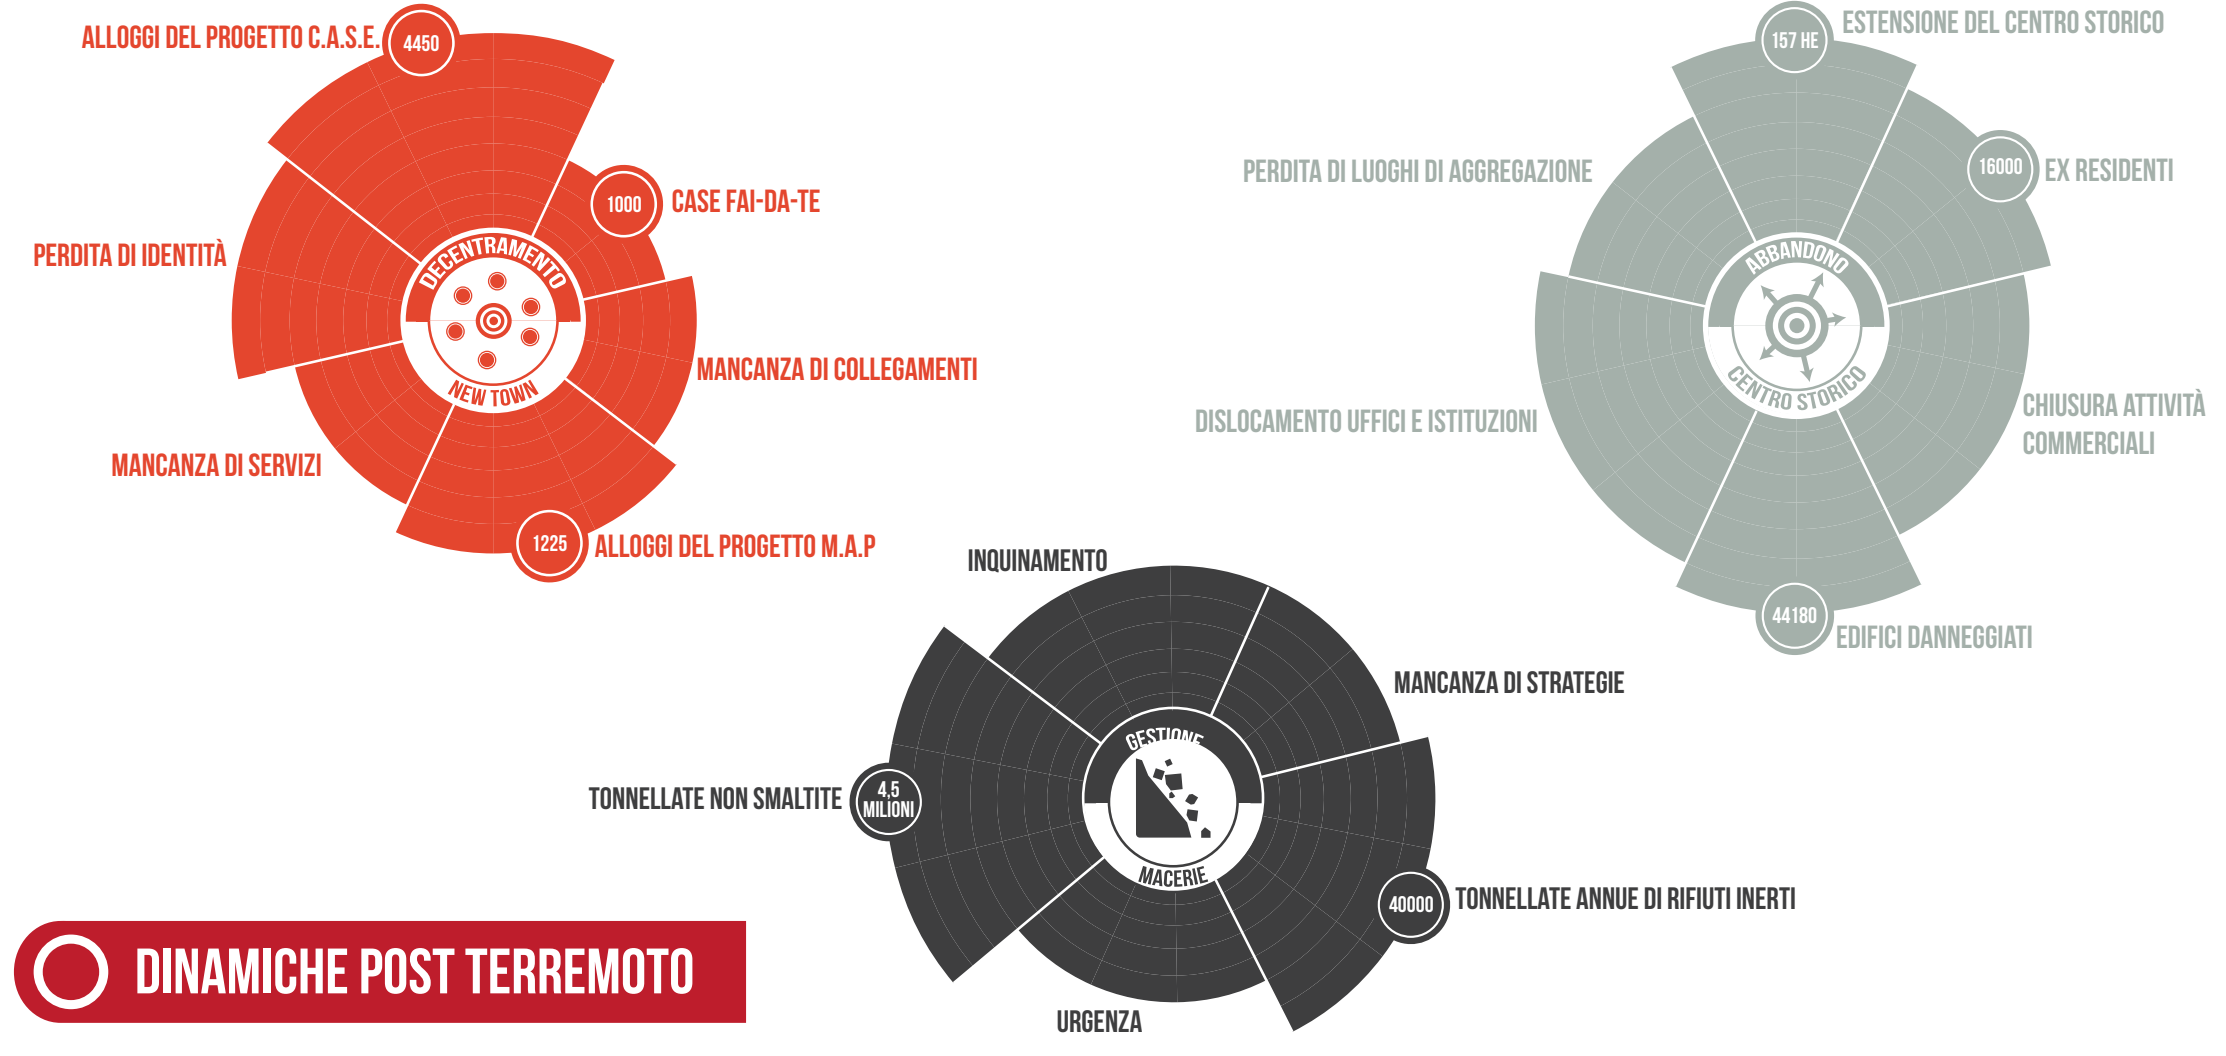 ALLOGGI DEL PROGETTO C.A.S.E.
4450
1000
CASE FAI-DA-TE
PERDITA DI IDENTITÀ
DECENTRAMENTO
NEW TOWN
MANCANZA DI COLLEGAMENTI
MANCANZA DI SERVIZI
1225
ALLOGGI DEL PROGETTO M.A.P
157 HE
ESTENSIONE DEL CENTRO STORICO
PERDITA DI LUOGHI DI AGGREGAZIONE
16000
EX RESIDENTI
ABBANDONO
CENTRO STORICO
DISLOCAMENTO UFFICI E ISTITUZIONI
CHIUSURA ATTIVITÀ
COMMERCIALI
44180
EDIFICI DANNEGGIATI
INQUINAMENTO
MANCANZA DI STRATEGIE
GESTIONE
MACERIE
TONNELLATE NON SMALTITE
4,5
MILIONI
40000
TONNELLATE ANNUE DI RIFIUTI INERTI
URGENZA
DINAMICHE POST TERREMOTO